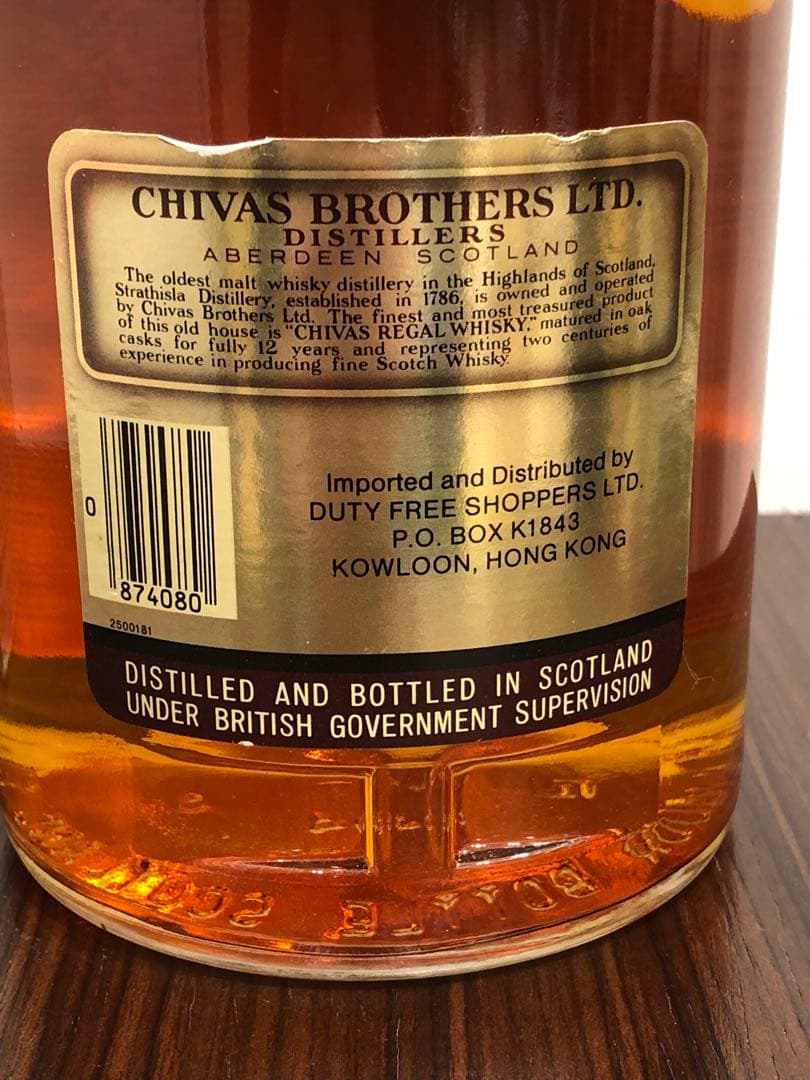 CHIVAS BROTHERS LTD.
DISTILLERS
ABERDEEN SCOTLAND
The oldest malt whisky distillery in the Highlands of Scotland,
Strathisla Distillery, established in 1786, is owned and operated
by Chivas Brothers Ltd. The finest and most treasured product
of this old house is "CHIVAS REGAL WHISKY," matured in oak
casks for fully 12 years and representing two centuries of
experience in producing fine Scotch Whisky.
Imported and Distributed by
DUTY FREE SHOPPERS LTD.
P.O. BOX K1843
KOWLOON, HONG KONG
0
874080
2500181
DISTILLED AND BOTTLED IN SCOTLAND
UNDER BRITISH GOVERNMENT SUPERVISION